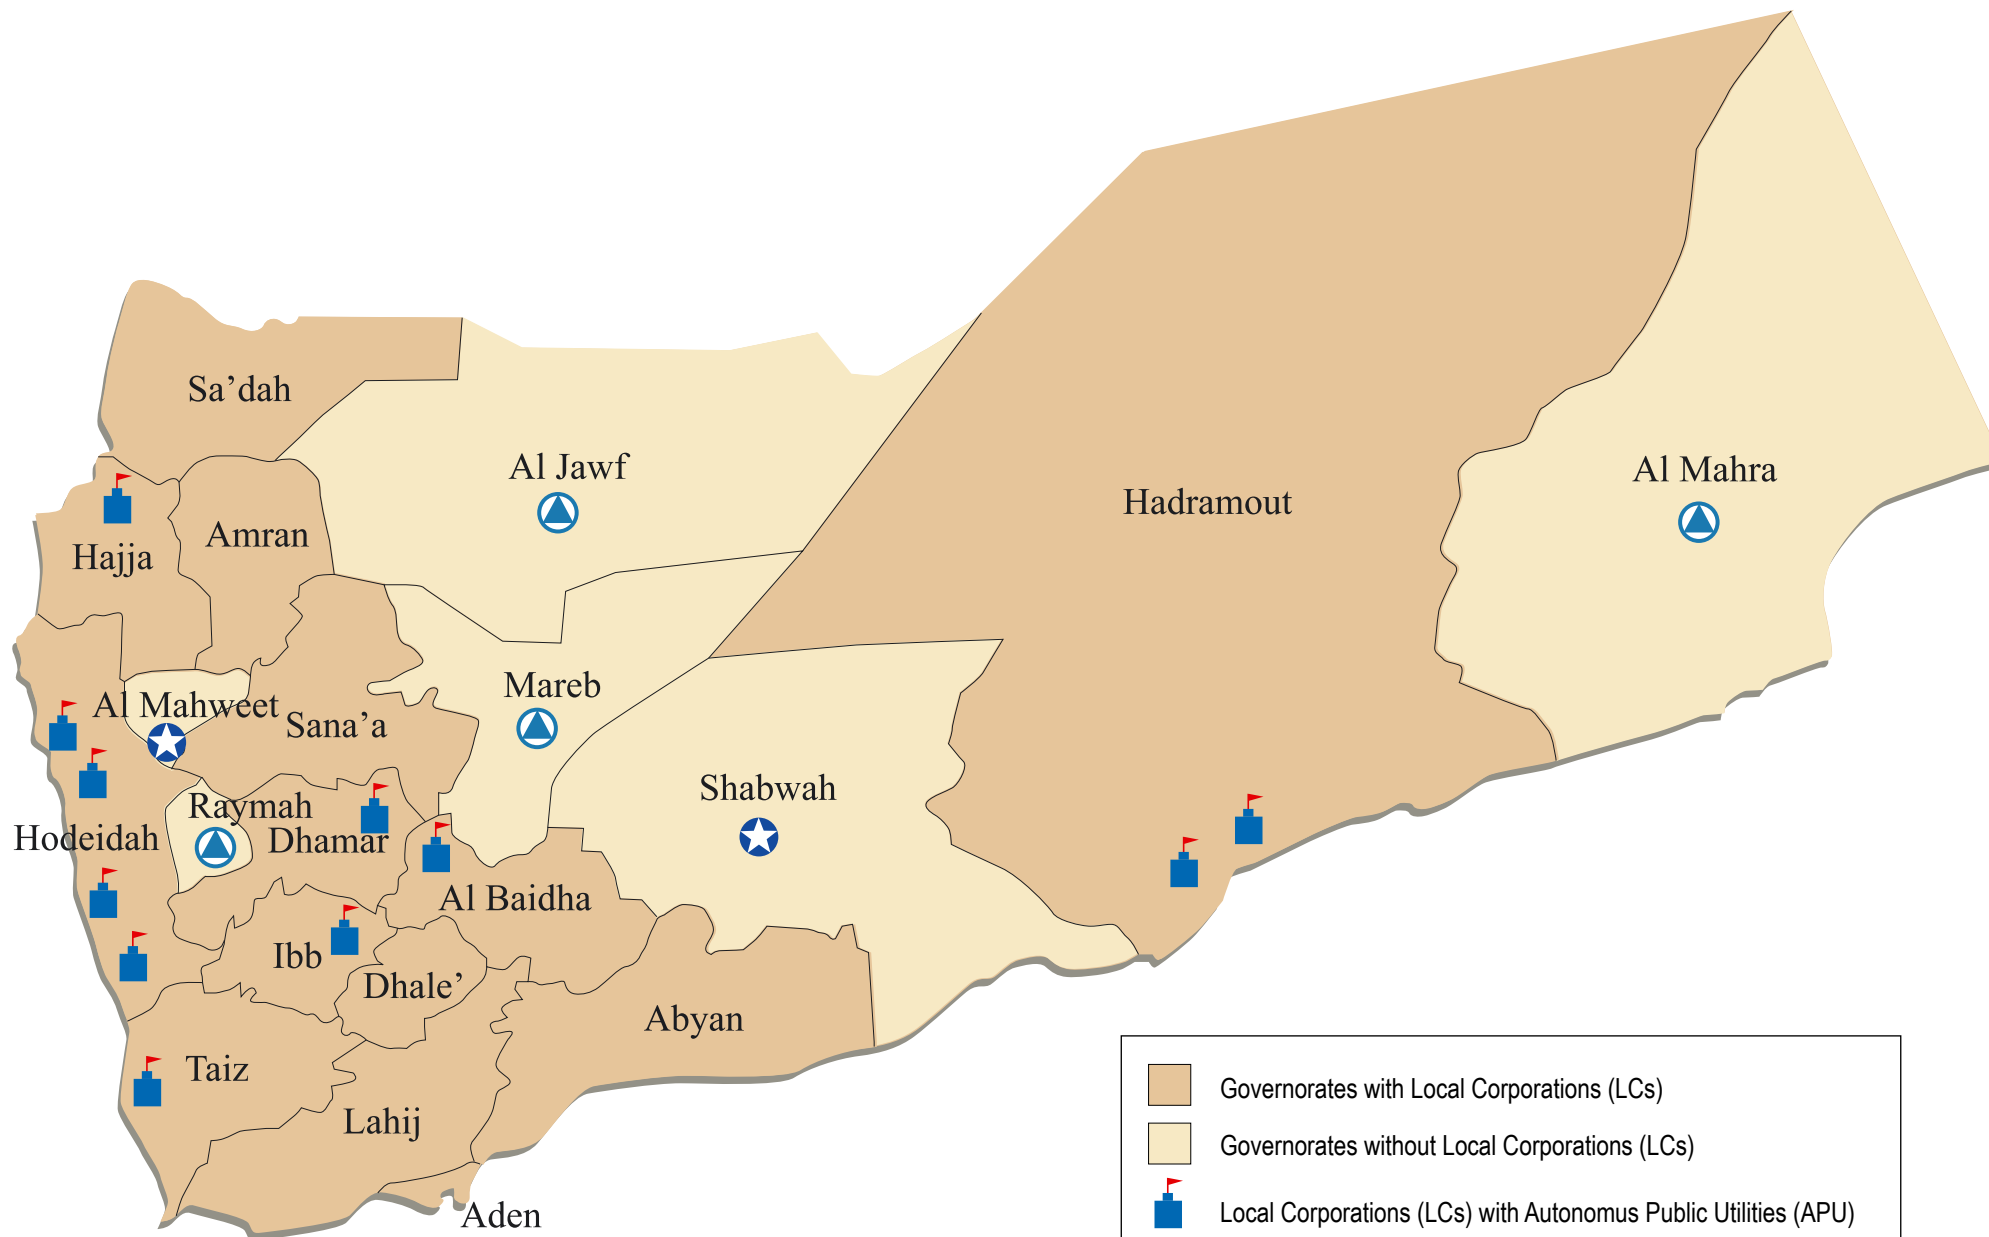 Sa’dah
Al Jawf
Al Mahra
Hadramout
Amran
Hajja
Mareb
Al Mahweet
Sana’a
Shabwah
Raymah
Hodeidah
Dhamar
Al Baidha
Ibb
Dhale’
Abyan
Taiz
Lahij
Aden
Governorates with Local Corporations (LCs)
Governorates without Local Corporations (LCs)
Local Corporations (LCs) with Autonomus Public Utilities (APU)